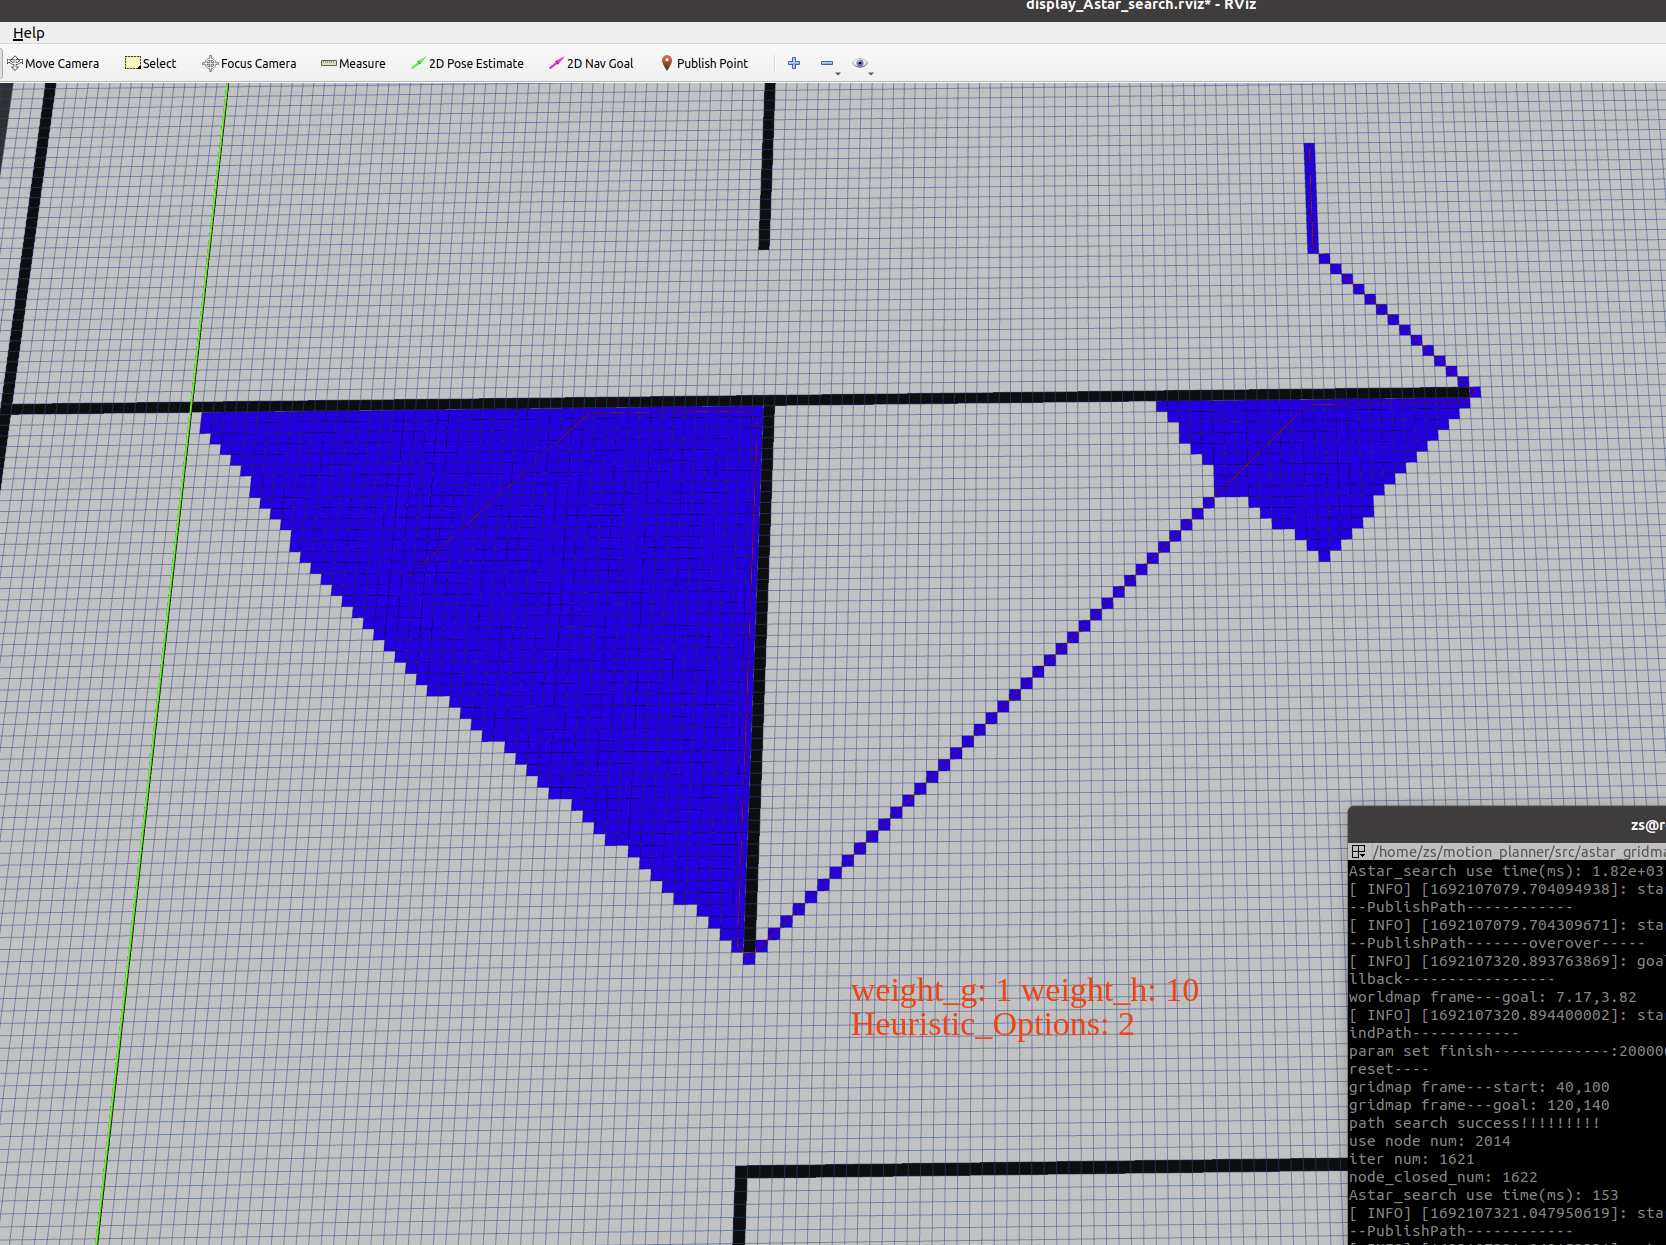 display_Astar_search.rviz* - RViz
Help
Move Camera Select Focus Camera Measure 2D Pose Estimate 2D Nav Goal Publish Point
weight_g: 1 weight_h: 10
Heuristic_Options: 2
zs@r
/home/zs/motion_planner/src/astar_gridma
Astar_search use time(ms): 1.82e+03
[ INFO] [1692107079.704094938]: sta
--PublishPath------------
[ INFO] [1692107079.704309671]: sta
--PublishPath-------overover-----
[ INFO] [1692107320.893763869]: goa
llback-----------------
worldmap frame---goal: 7.17,3.82
[ INFO] [1692107320.894400002]: sta
indPath------------
param set finish-------------:200000
reset----
gridmap frame---start: 40,100
gridmap frame---goal: 120,140
path search success!!!!!!!!!
use node num: 2014
iter num: 1621
node_closed_num: 1622
Astar_search use time(ms): 153
[ INFO] [1692107321.047950619]: sta
--PublishPath------------